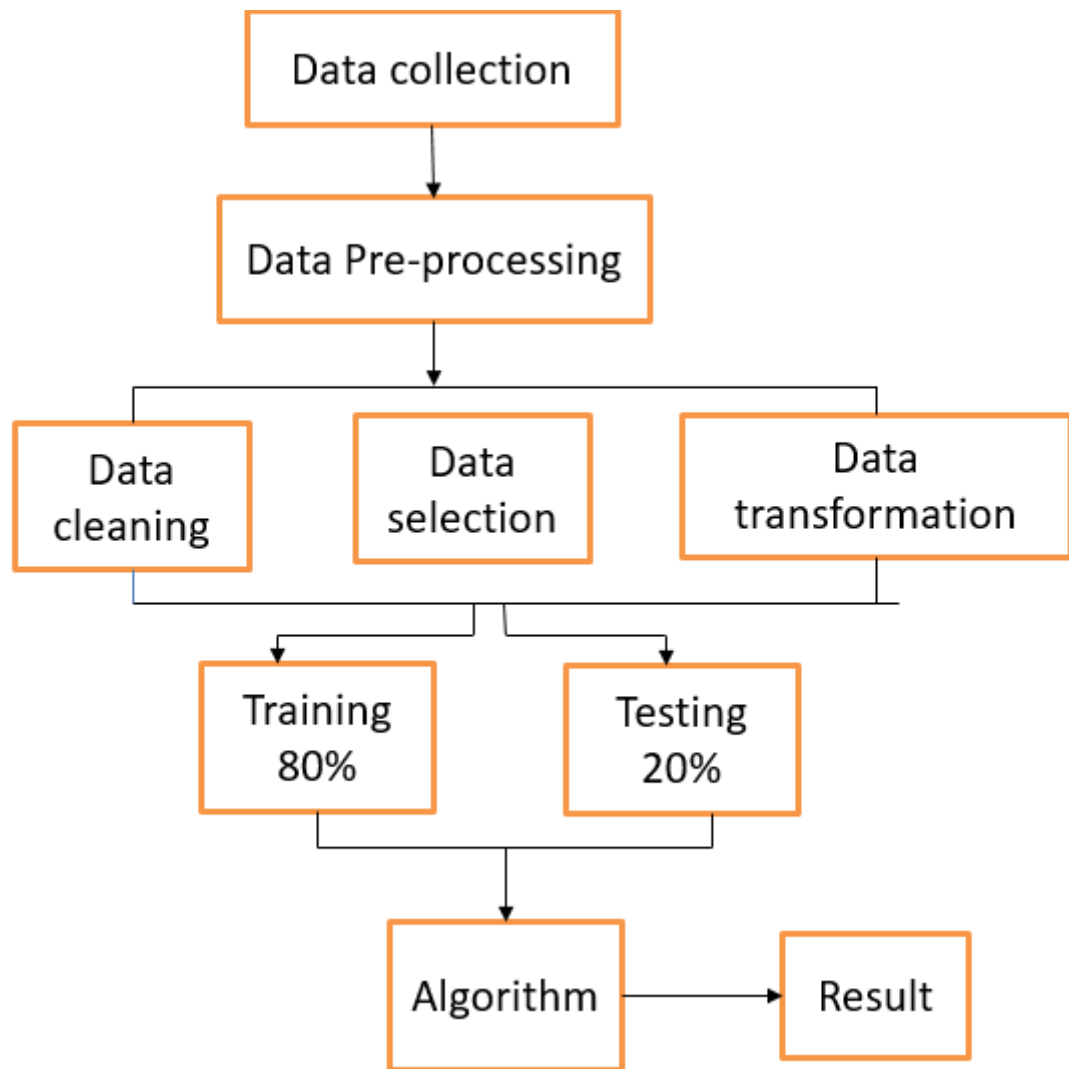 Data collection
Data Pre-processing
Data
cleaning
Data
selection
Data
transformation
Training
80%
Testing
20%
Algorithm
Result